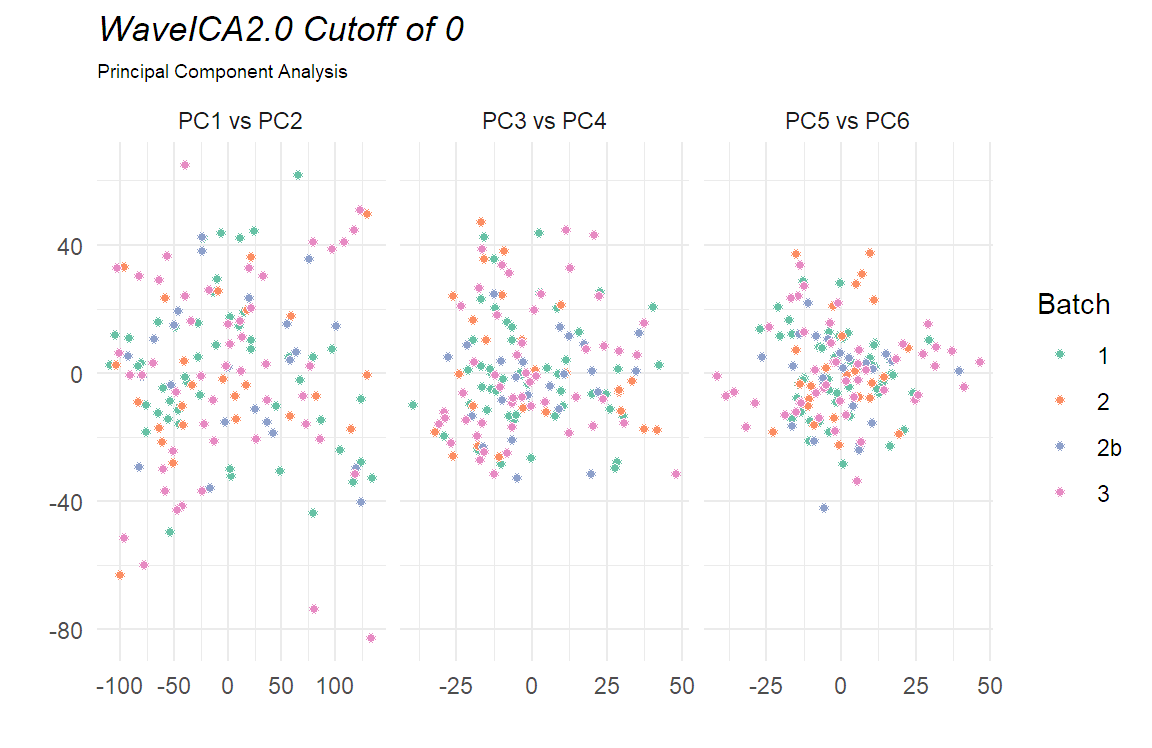 WaveICA2.0 Cutoff of 0
Principal Component Analysis
PC1 vs PC2
PC3 vs PC4
PC5 vs PC6
40
0
-40
-80
-100 -50 0 50 100
-25 0 25 50
-25 0 25 50
Batch
1
2
2b
3